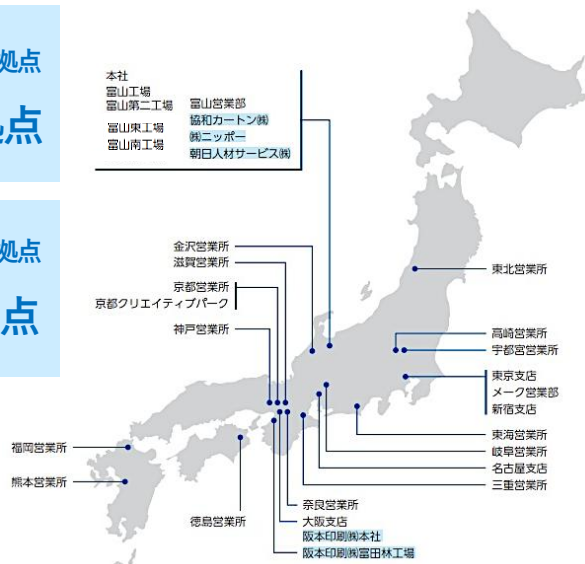 拠点
点
拠点
点
本社
富山工場
富山第二工場 富山営業部
協和カートン㈱
富山東工場
㈱ニッポー
富山南工場
朝日人材サービス㈱
金沢営業所
滋賀営業所
京都営業所
京都クリエイティブパーク
神戸営業所
東北営業所
高崎営業所
宇都宮営業所
東京支店
メーク営業部
新宿支店
東海営業所
岐阜営業所
名古屋支店
三重営業所
福岡営業所
熊本営業所
徳島営業所
奈良営業所
大阪支店
阪本印刷㈱本社
阪本印刷㈱富田林工場